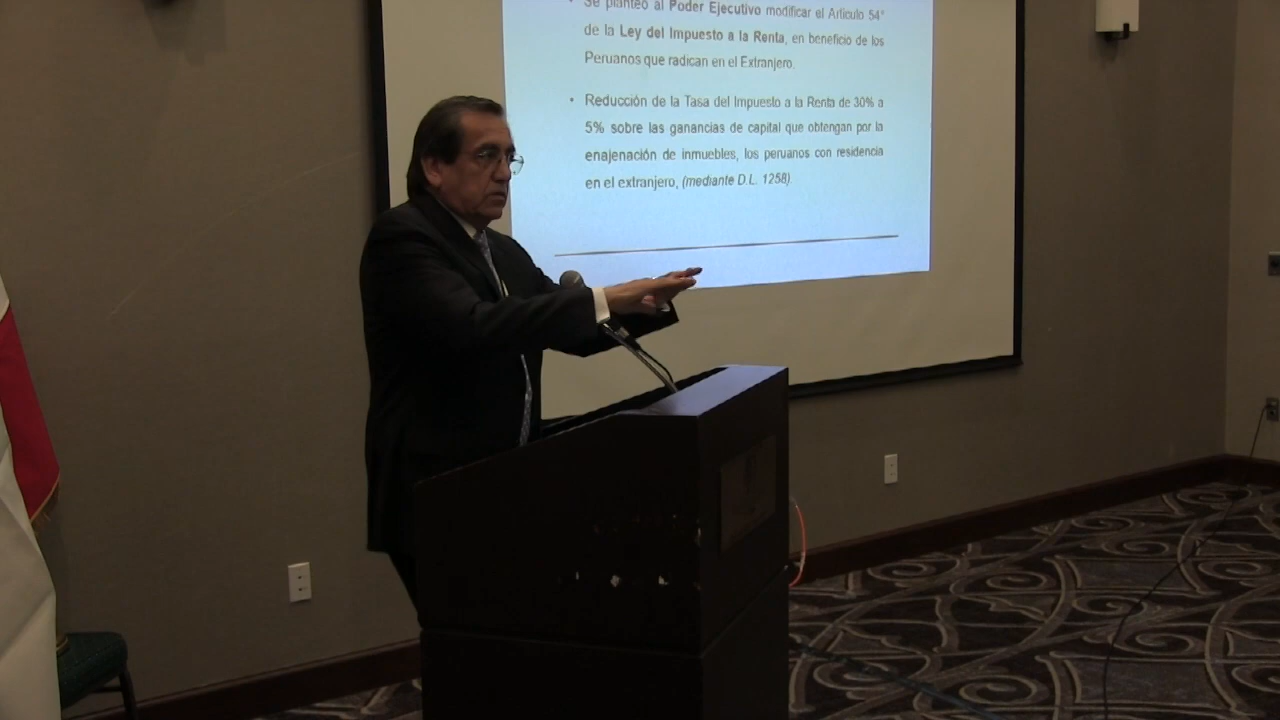 • Se planteó al Poder Ejecutivo modificar el Artículo 54°
de la Ley del Impuesto a la Renta, en beneficio de los
Peruanos que radican en el Extranjero.
• Reducción de la Tasa del Impuesto a la Renta de 30% a
5% sobre las ganancias de capital que obtengan por la
enajenación de inmuebles, los peruanos con residencia
en el extranjero, (mediante D.L. 1258).